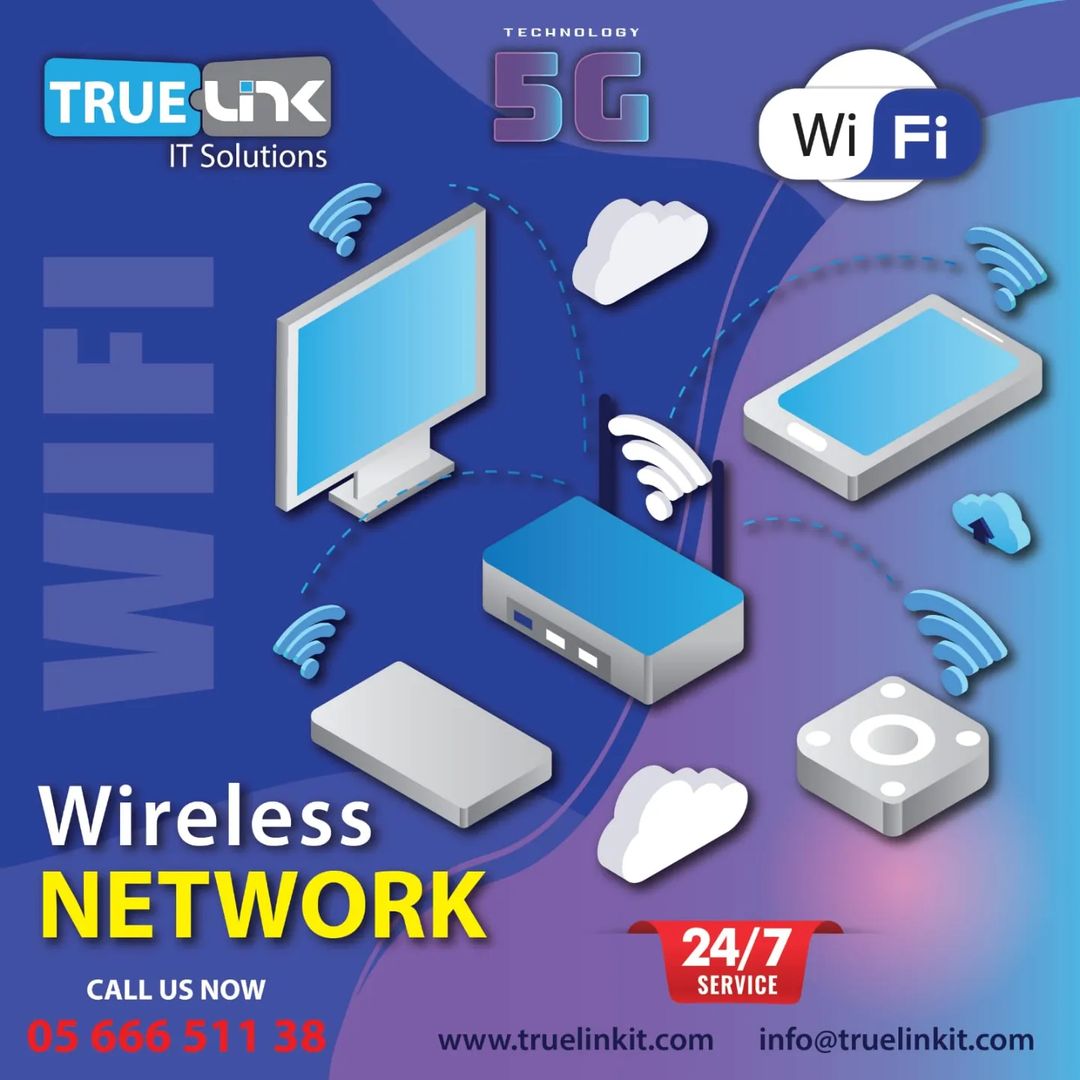 TECHNOLOGY
5G
TRUE LINK
IT Solutions
Wi Fi
WIFI
Wireless
NETWORK
24/7
SERVICE
CALL US NOW
05 666 511 38
www.truelinkit.com
info@truelinkit.com